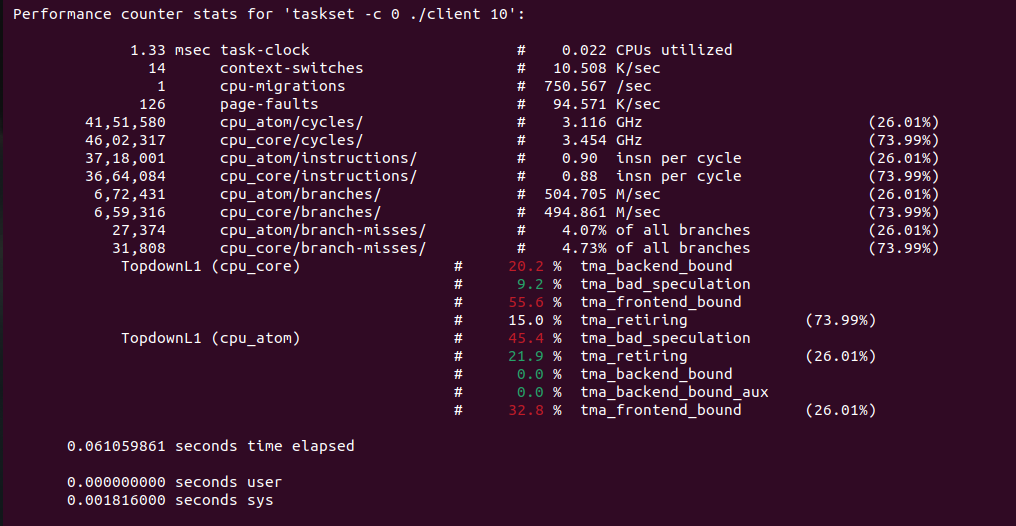 Performance counter stats for 'taskset -c 0 ./client 10':
1.33 msec task-clock # 0.022 CPUs utilized
14 context-switches # 10.508 K/sec
1 cpu-migrations # 750.567 /sec
126 page-faults # 94.571 K/sec
41,51,580 cpu_atom/cycles/ # 3.116 GHz (26.01%)
46,02,317 cpu_core/cycles/ # 3.454 GHz (73.99%)
37,18,001 cpu_atom/instructions/ # 0.90 insn per cycle (26.01%)
36,64,084 cpu_core/instructions/ # 0.88 insn per cycle (73.99%)
6,72,431 cpu_atom/branches/ # 504.705 M/sec (26.01%)
6,59,316 cpu_core/branches/ # 494.861 M/sec (73.99%)
27,374 cpu_atom/branch-misses/ # 4.07% of all branches (26.01%)
31,808 cpu_core/branch-misses/ # 4.73% of all branches (73.99%)
TopdownL1 (cpu_core) # 20.2 % tma_backend_bound
# 9.2 % tma_bad_speculation
# 55.6 % tma_frontend_bound
# 15.0 % tma_retiring (73.99%)
TopdownL1 (cpu_atom) # 45.4 % tma_bad_speculation
# 21.9 % tma_retiring (26.01%)
# 0.0 % tma_backend_bound
# 0.0 % tma_backend_bound_aux
# 32.8 % tma_frontend_bound (26.01%)
0.061059861 seconds time elapsed
0.000000000 seconds user
0.001816000 seconds sys